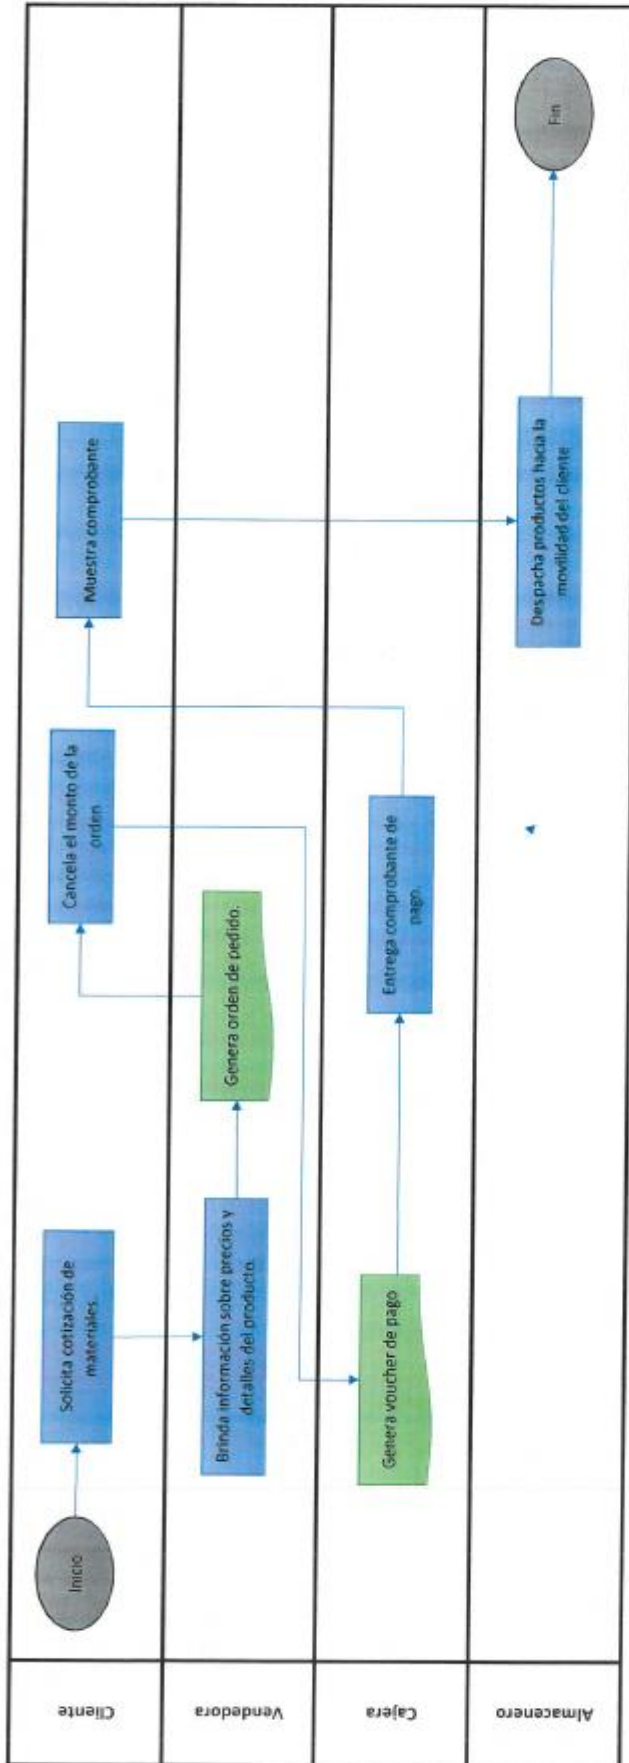 Cliente
Inicio
Solicita cotización de
materiales.
Cancela el monto de la
orden
Muestra comprobante
Vendedora
Brinda información sobre precios y
detalles del producto.
Genera orden de pedido.
Cajera
Genera voucher de pago
Entrega comprobante de
pago.
Almacenero
Despacha productos hacia la
movilidad del cliente
Fin